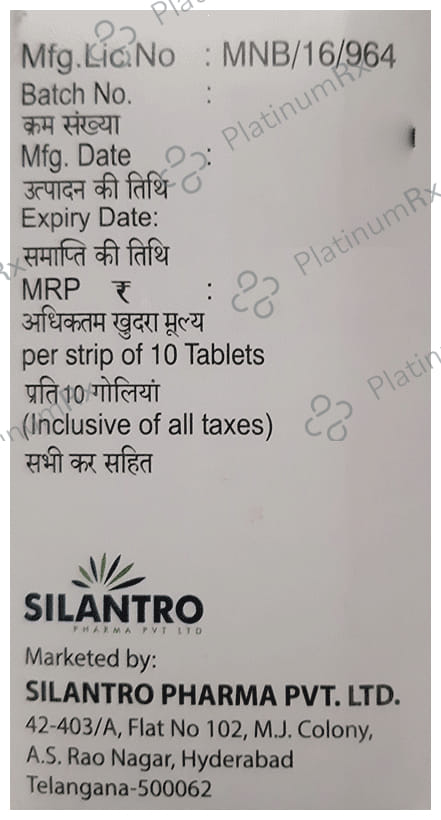 Mfg.Lic.No : MNB/16/964
Batch No. :
क्रम संख्या
Mfg. Date :
उत्पादन की तिथि
Expiry Date:
समाप्ति की तिथि
MRP ₹ :
अधिकतम खुदरा मूल्य
per strip of 10 Tablets
प्रति 10 गोलियां
(Inclusive of all taxes)
सभी कर सहित
SILANTRO
PHARMA PVT LTD
Marketed by:
SILANTRO PHARMA PVT. LTD.
42-403/A, Flat No 102, M.J. Colony,
A.S. Rao Nagar, Hyderabad
Telangana-500062
PlatinumRx
PlatinumRx